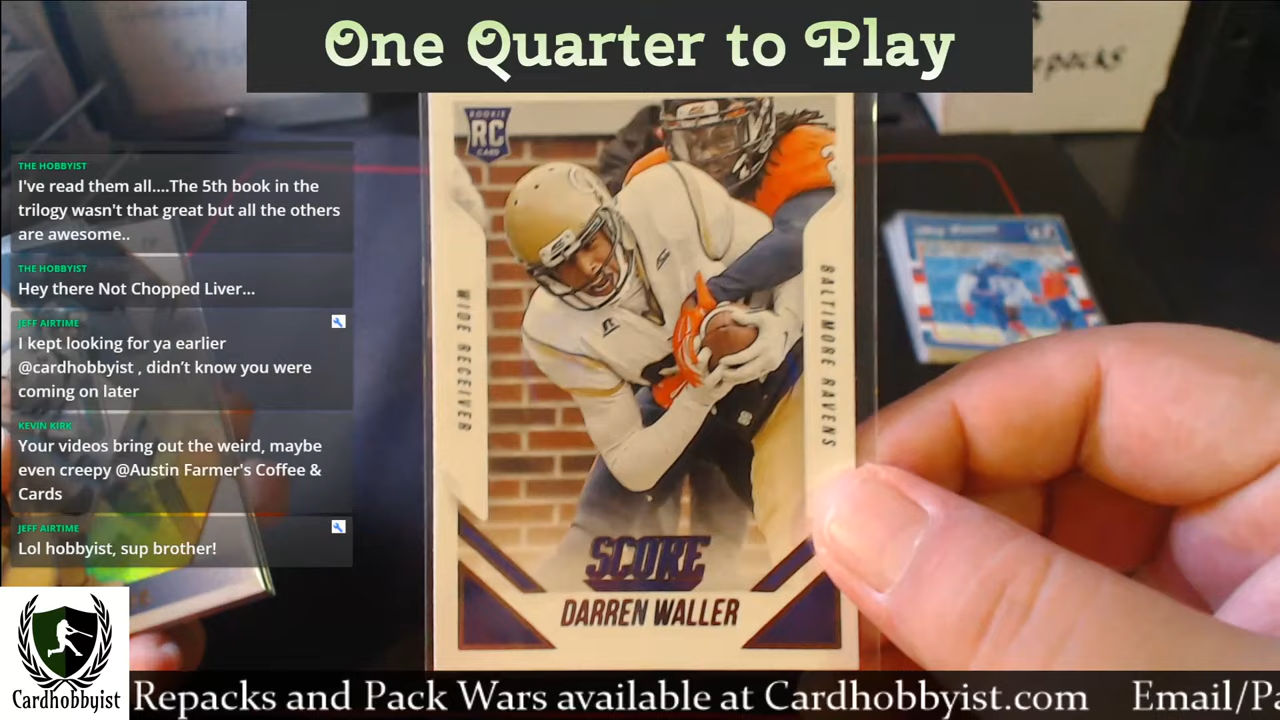 One Quarter to Play
epacks
ROOKIE
RC
CARD
THE HOBBYIST
I've read them all....The 5th book in the
trilogy wasn't that great but all the others
are awesome..
THE HOBBYIST
Hey there Not Chopped Liver...
JEFF AIRTIME
I kept looking for ya earlier
@cardhobbyist , didn’t know you were
coming on later
KEVIN KIRK
Your videos bring out the weird, maybe
even creepy @Austin Farmer's Coffee &
Cards
JEFF AIRTIME
Lol hobbyist, sup brother!
WIDE RECEIVER
BALTIMORE RAVENS
SCORE
DARREN WALLER
Cardhobbyist
Repacks and Pack Wars available at Cardhobbyist.com Email/Pa